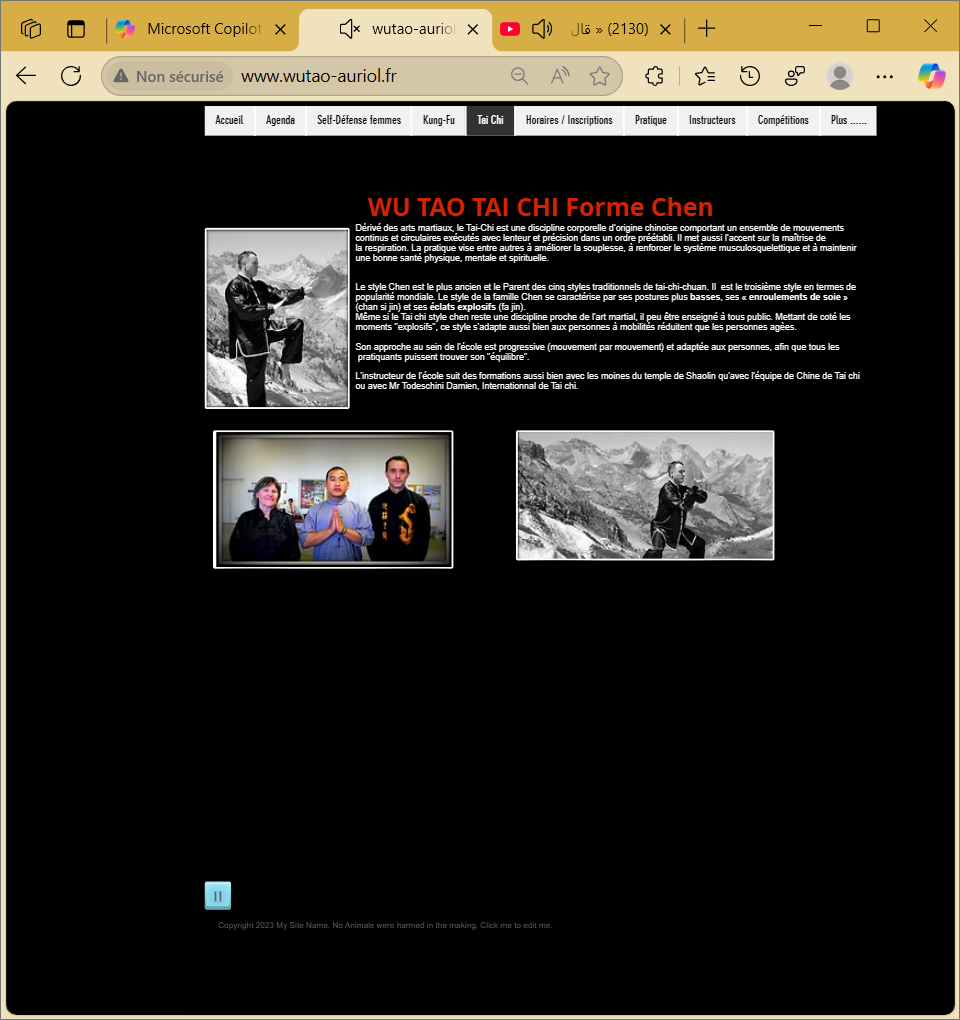 Microsoft Copilot
wutao-auriol
قال « (2130)
Non sécurisé
www.wutao-auriol.fr
Accueil
Agenda
Self-Défense femmes
Kung-Fu
Tai Chi
Horaires / Inscriptions
Pratique
Instructeurs
Compétitions
Plus ......
WU TAO TAI CHI Forme Chen
Dérivé des arts martiaux, le Tai-Chi est une discipline corporelle d'origine chinoise comportant un ensemble de mouvements
continus et circulaires exécutés avec lenteur et précision dans un ordre préétabli. Il met aussi l'accent sur la maîtrise de
la respiration. La pratique vise entre autres à améliorer la souplesse, à renforcer le système musculosquelettique et à maintenir
une bonne santé physique, mentale et spirituelle.
Le style Chen est le plus ancien et le Parent des cinq styles traditionnels de tai-chi-chuan. Il est le troisième style en termes de
popularité mondiale. Le style de la famille Chen se caractérise par ses postures plus basses, ses « enroulements de soie »
(chan si jin) et ses éclats explosifs (fa jin).
Même si le Tai chi style chen reste une discipline proche de l'art martial, il peu être enseigné à tous public. Mettant de coté les
moments "explosifs", ce style s'adapte aussi bien aux personnes à mobilités réduitent que les personnes agées.
Son approche au sein de l'école est progressive (mouvement par mouvement) et adaptée aux personnes, afin que tous les
pratiquants puissent trouver son "équilibre".
L'instructeur de l'école suit des formations aussi bien avec les moines du temple de Shaolin qu'avec l'équipe de Chine de Tai chi
ou avec Mr Todeschini Damien, Internationnal de Tai chi.
Copyright 2023 My Site Name. No Animals were harmed in the making. Click me to edit me.